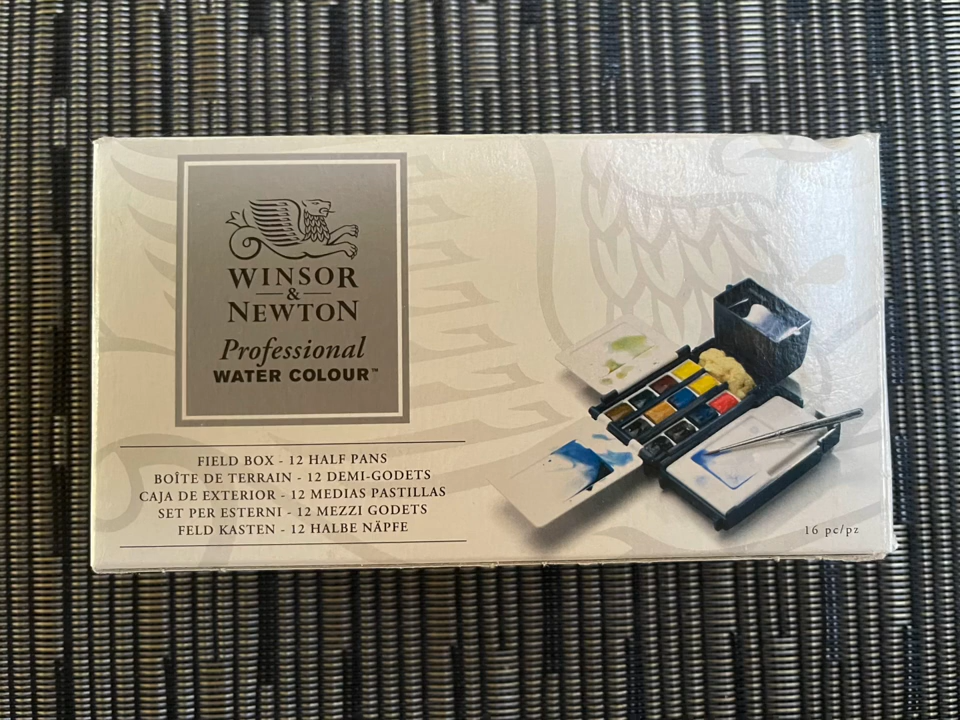 WINSOR
&
NEWTON
Professional
WATER COLOUR™
FIELD BOX - 12 HALF PANS
BOÎTE DE TERRAIN - 12 DEMI-GODETS
CAJA DE EXTERIOR - 12 MEDIAS PASTILLAS
SET PER ESTERNI - 12 MEZZI GODETS
FELD KASTEN - 12 HALBE NÄPFE
16 pc/pz